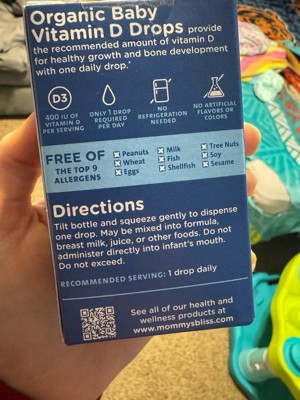 Organic Baby
Vitamin D Drops provide
the recommended amount of vitamin D
for healthy growth and bone development
with one daily drop.*
D3
400 IU OF
VITAMIN D
PER SERVING
ONLY 1 DROP
REQUIRED
PER DAY
NO
REFRIGERATION
NEEDED
NO ARTIFICIAL
FLAVORS OR
COLORS
FREE OF
THE TOP 9
ALLERGENS
Peanuts
Wheat
Eggs
Milk
Fish
Shellfish
Tree Nuts
Soy
Sesame
Directions
Tilt bottle and squeeze gently to dispense
one drop. May be mixed into formula,
breast milk, juice, or other foods. Do not
administer directly into infant's mouth.
Do not exceed.
RECOMMENDED SERVING: 1 drop daily
See all of our health and
wellness products at
www.mommysbliss.com